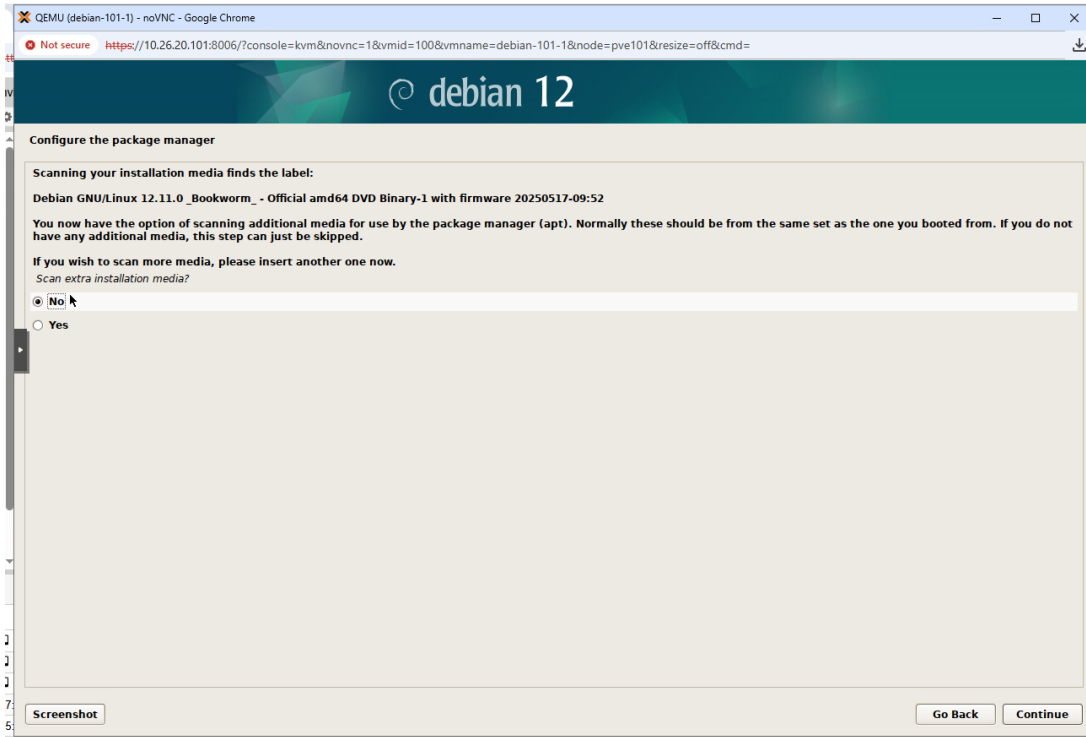 QEMU (debian-101-1) - noVNC - Google Chrome
Not secure https://10.26.20.101:8006/?console=kvm&novnc=1&vmid=100&vmname=debian-101-1&node=pve101&resize=off&cmd=
debian 12
Configure the package manager
Scanning your installation media finds the label:
Debian GNU/Linux 12.11.0 _Bookworm_ - Official amd64 DVD Binary-1 with firmware 20250517-09:52
You now have the option of scanning additional media for use by the package manager (apt). Normally these should be from the same set as the one you booted from. If you do not
have any additional media, this step can just be skipped.
If you wish to scan more media, please insert another one now.
Scan extra installation media?
No
Yes
Screenshot
Go Back
Continue